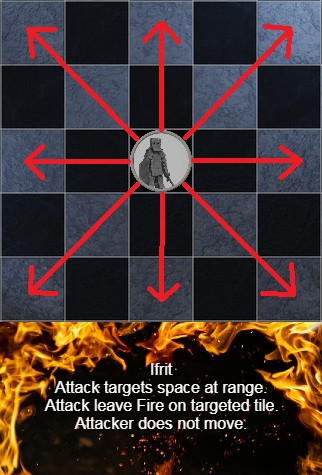 Ifrit
Attack targets space at range.
Attack leave Fire on targeted tile.
Attacker does not move.